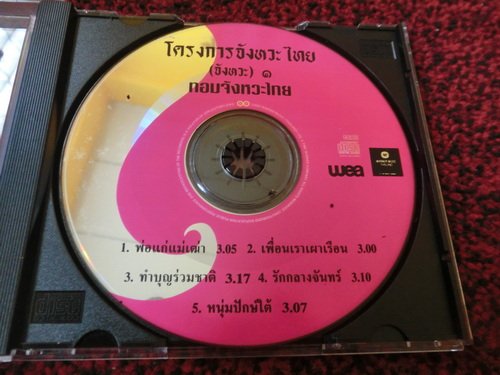 โครงการจังหวะไทย
(จังหวะ) ๑
กอมจังหวะไทย
wea
1. พ่อแก่แม่เฒ่า 3.05 2. เพื่อนเราเผาเรือน 3.00
3. ทำบุญร่วมชาติ 3.17 4. รักกลางจันทร์ 3.10
5. หนุ่มปักษ์ใต้ 3.07